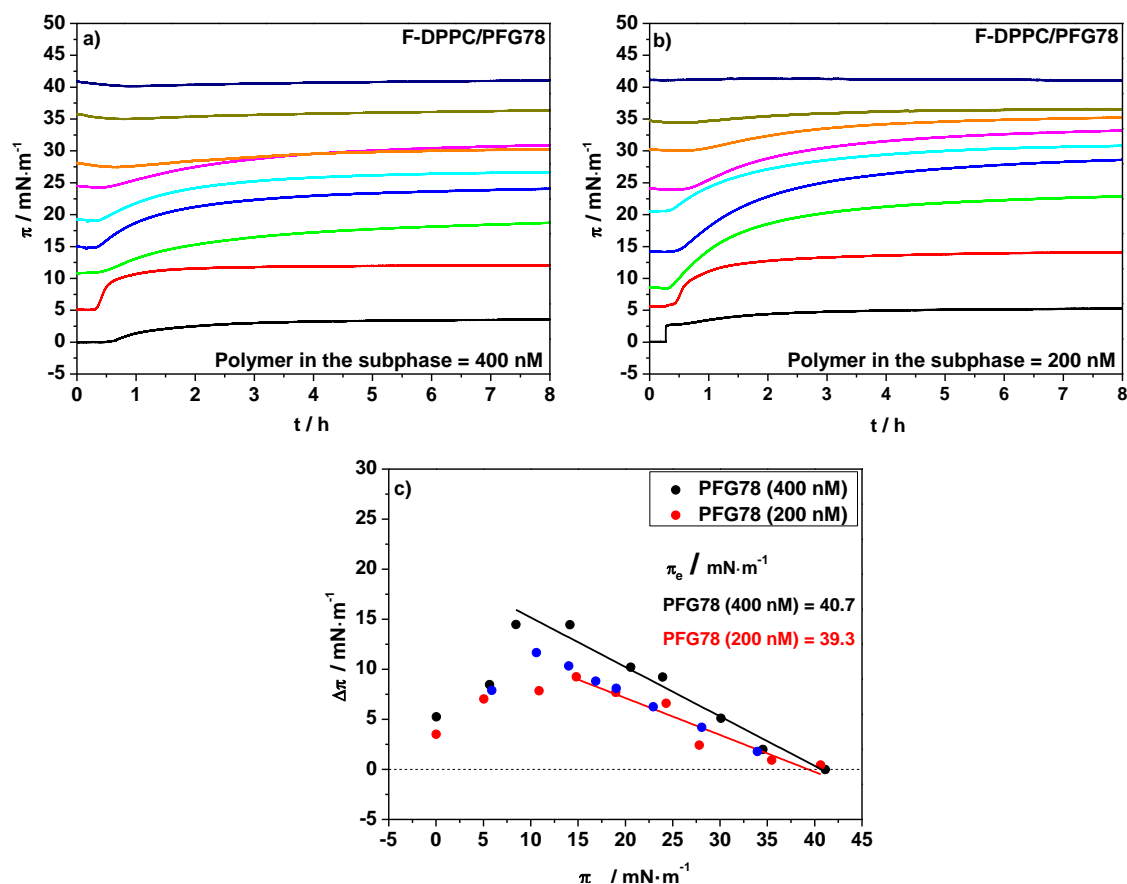 a)
F-DPPC/PFG78
50
45
40
35
30
25
20
15
10
5
0
-5
π / mN·m⁻¹
Polymer in the subphase = 400 nM
0 1 2 3 4 5 6 7 8
t / h
b)
F-DPPC/PFG78
50
45
40
35
30
25
20
15
10
5
0
-5
π / mN·m⁻¹
Polymer in the subphase = 200 nM
0 1 2 3 4 5 6 7 8
t / h
c)
PFG78 (400 nM)
PFG78 (200 nM)
πₑ / mN·m⁻¹
PFG78 (400 nM) = 40.7
PFG78 (200 nM) = 39.3
30
25
20
15
10
5
0
-5
Δπ / mN·m⁻¹
-5 0 5 10 15 20 25 30 35 40 45
π / mN·m⁻¹